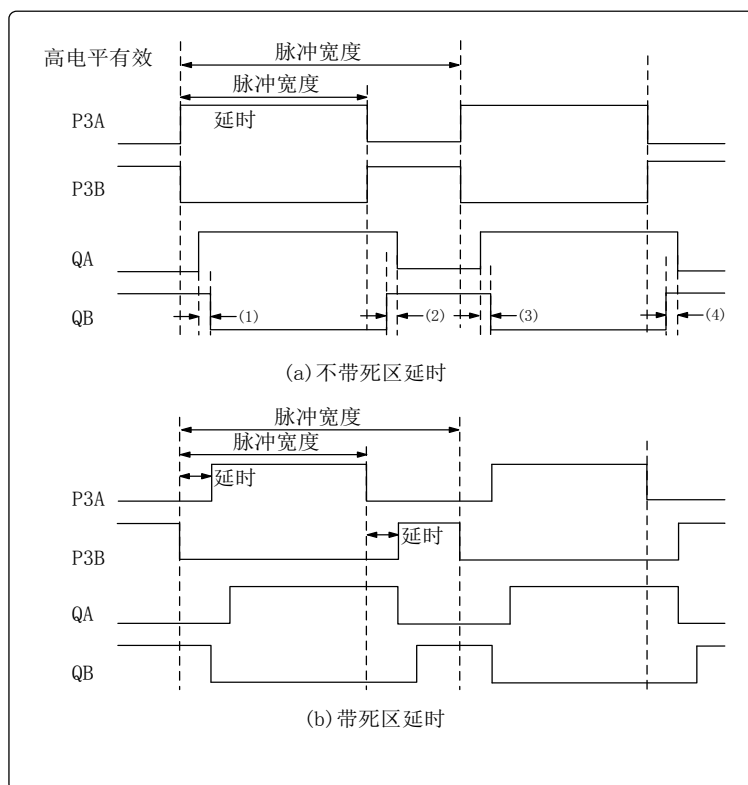 高电平有效
脉冲宽度
脉冲宽度
P3A
延时
P3B
QA
QB
(1)
(2)
(3)
(4)
(a)不带死区延时
脉冲宽度
脉冲宽度
延时
P3A
延时
P3B
QA
QB
(b)带死区延时